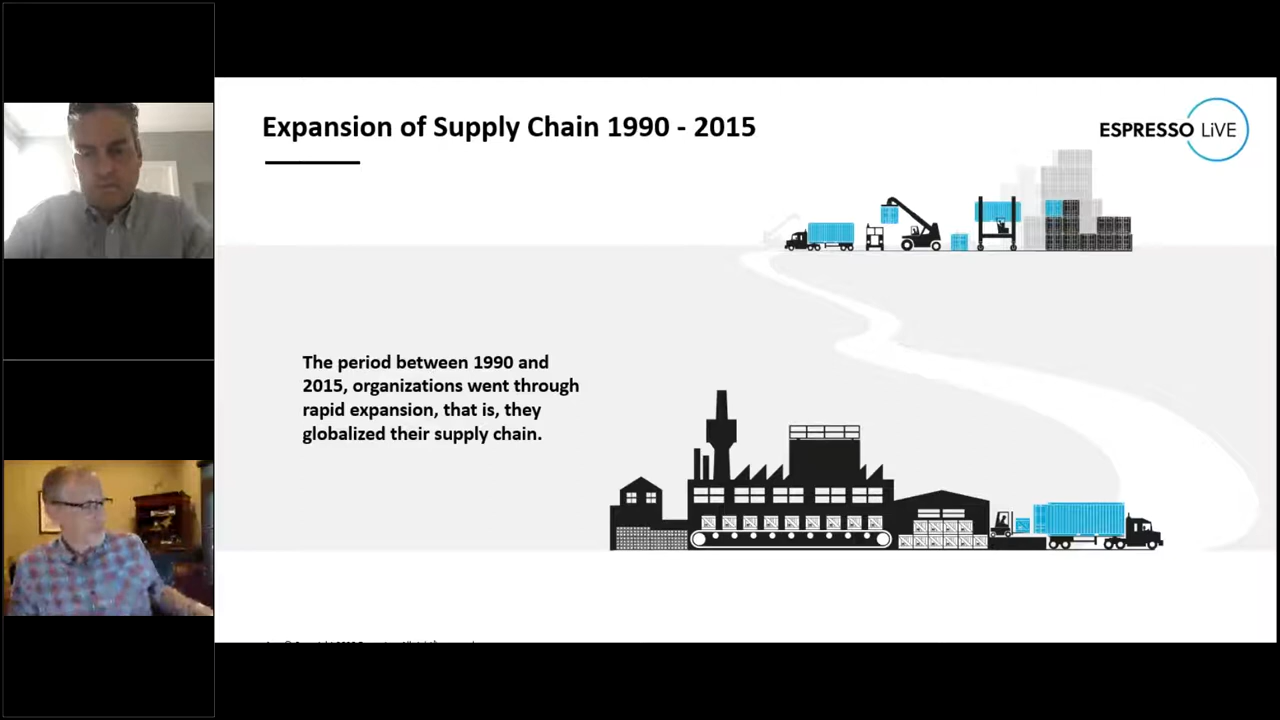 Expansion of Supply Chain 1990 - 2015
ESPRESSO LiVE
The period between 1990 and
2015, organizations went through
rapid expansion, that is, they
globalized their supply chain.